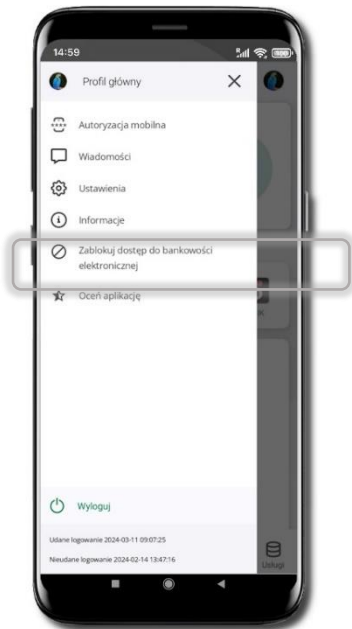 14:59
Profil główny
Autoryzacja mobilna
Wiadomości
Ustawienia
Informacje
Zablokuj dostęp do bankowości
elektronicznej
Oceń aplikację
Wyloguj
Udane logowanie 2024-03-11 09:07:25
Nieudane logowanie 2024-02-14 13:47:16
Usługi